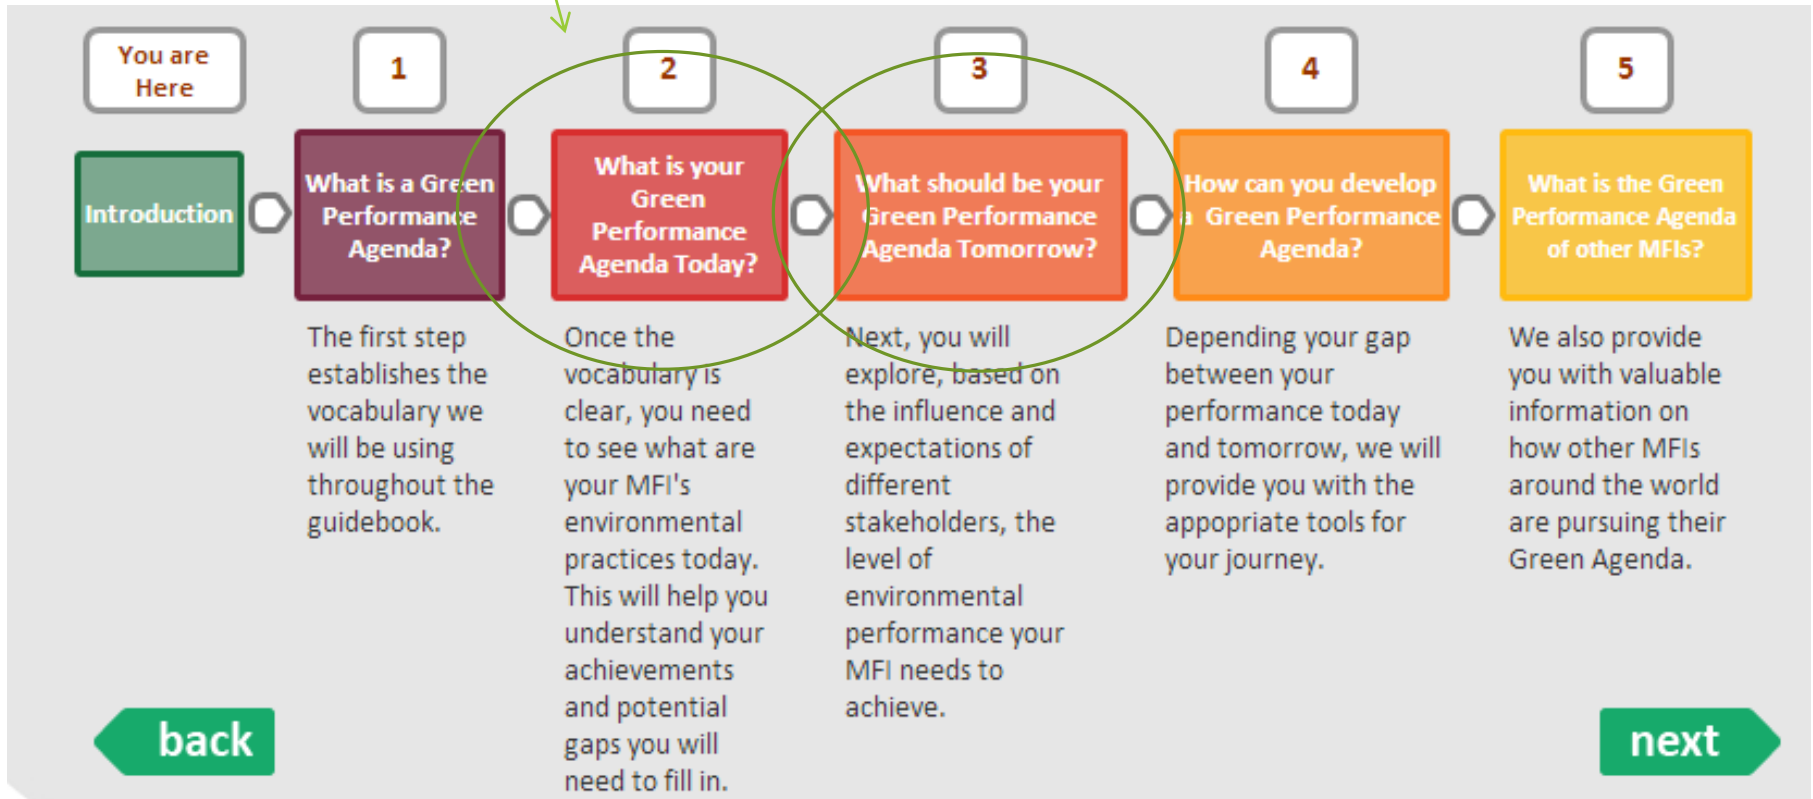 You are
Here
1
2
3
4
5
Introduction
What is a Green
Performance
Agenda?
What is your
Green
Performance
Agenda Today?
What should be your
Green Performance
Agenda Tomorrow?
How can you develop
a Green Performance
Agenda?
What is the Green
Performance Agenda
of other MFIs?
The first step
establishes the
vocabulary we
will be using
throughout the
guidebook.
Once the
vocabulary is
clear, you need
to see what are
your MFI's
environmental
practices today.
This will help you
understand your
achievements
and potential
gaps you will
need to fill in.
Next, you will
explore, based on
the influence and
expectations of
different
stakeholders, the
level of
environmental
performance your
MFI needs to
achieve.
Depending your gap
between your
performance today
and tomorrow, we will
provide you with the
appopriate tools for
your journey.
We also provide
you with valuable
information on
how other MFIs
around the world
are pursuing their
Green Agenda.
back
next